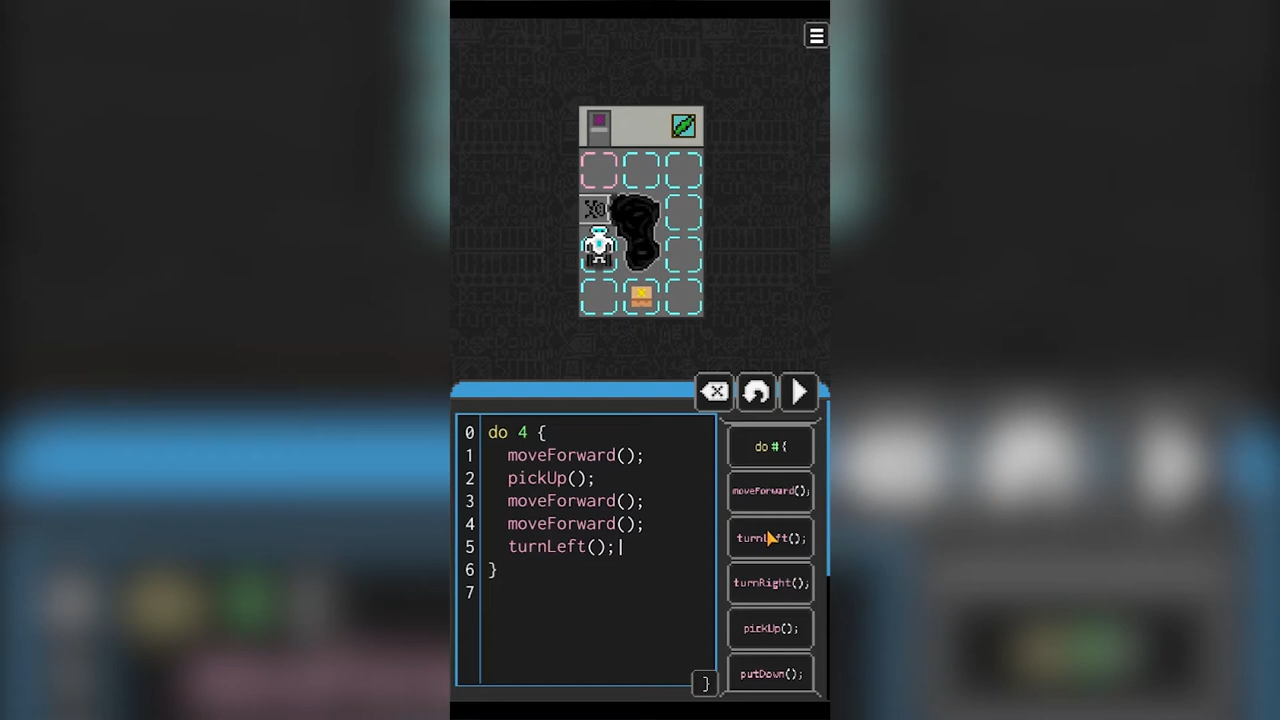 0 do 4 {
1 moveForward();
2 pickUp();
3 moveForward();
4 moveForward();
5 turnLeft();
6 }
7
do # {
moveForward();
turnLeft();
turnRight();
pickUp();
putDown();
}